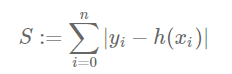 S := \sum_{i=0}^{n} |y_i - h(x_i)|